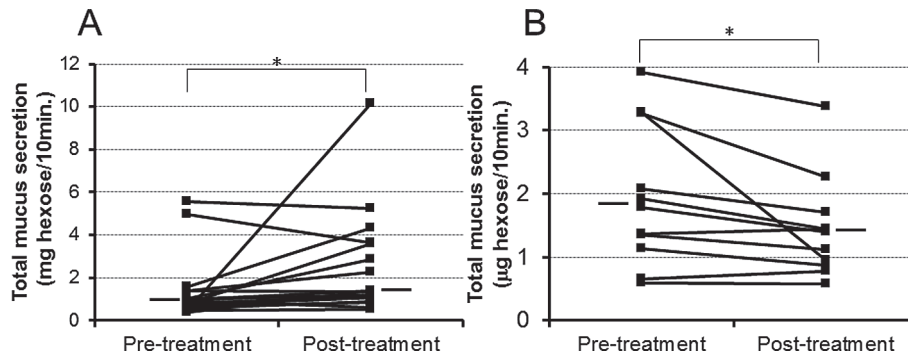 A
Total mucus secretion
(mg hexose/10min.)
12
10
8
6
4
2
0
*
Pre-treatment
Post-treatment
B
Total mucus secretion
(μg hexose/10min.)
4
3
2
1
0
*
Pre-treatment
Post-treatment